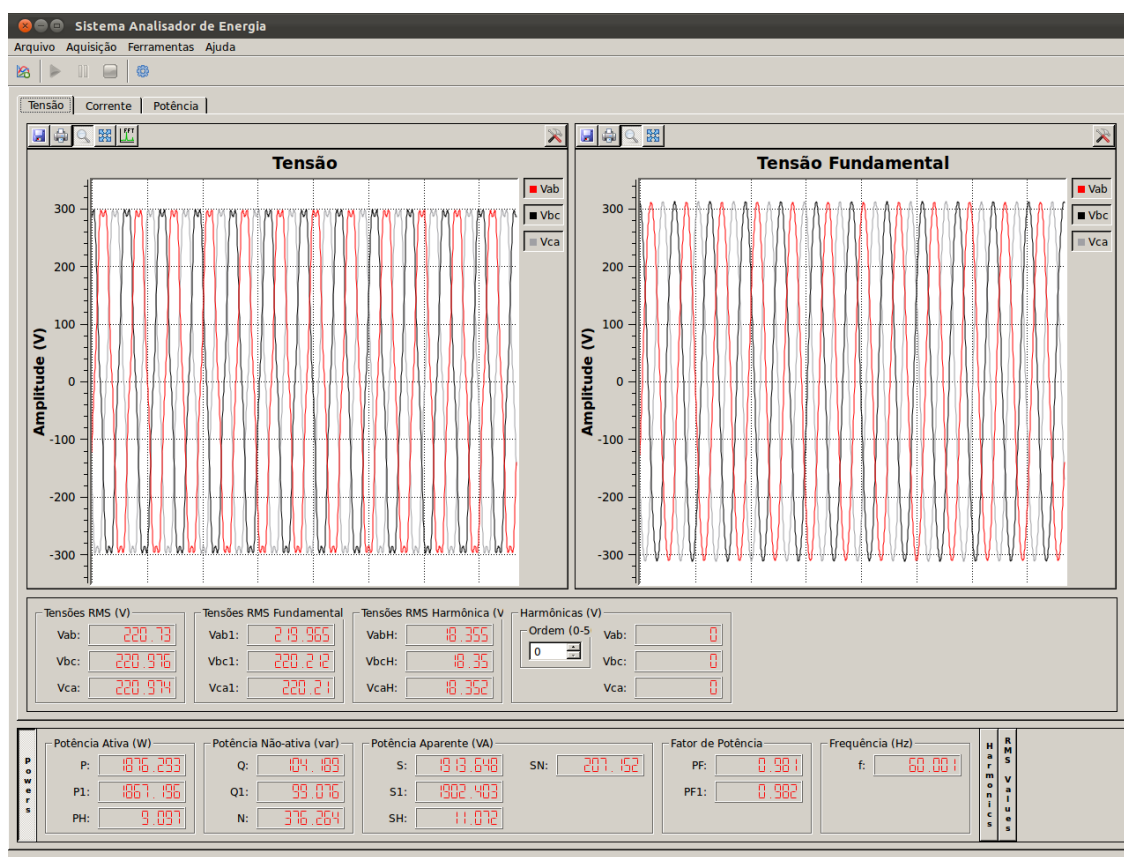 Sistema Analisador de Energia
Arquivo Aquisição Ferramentas Ajuda
Tensão Corrente Potência
FFT
Tensão
Amplitude (V)
300
200
100
0
-100
-200
-300
Vab
Vbc
Vca
Tensão Fundamental
Amplitude (V)
300
200
100
0
-100
-200
-300
Vab
Vbc
Vca
Tensões RMS (V)
Vab: 220.73
Vbc: 220.976
Vca: 220.974
Tensões RMS Fundamental
Vab1: 219.965
Vbc1: 220.212
Vca1: 220.21
Tensões RMS Harmônica (V
VabH: 18.355
VbcH: 18.35
VcaH: 18.352
Harmônicas (V)
Ordem (0-5
0
Vab: 0
Vbc: 0
Vca: 0
Powers
Potência Ativa (W)
P: 1876.293
P1: 1867.196
PH: 9.097
Potência Não-ativa (var)
Q: 104.189
Q1: 99.076
N: 376.264
Potência Aparente (VA)
S: 1913.648
S1: 1902.403
SH: 11.072
SN: 207.152
Fator de Potência
PF: 0.981
PF1: 0.982
Frequência (Hz)
f: 60.001
Harmonics
RMS Values